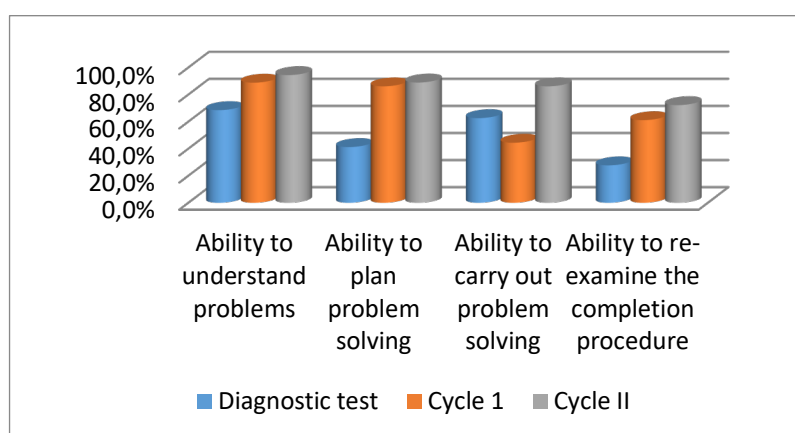 100,0%
80,0%
60,0%
40,0%
20,0%
0,0%
Ability to
understand
problems
Ability to
plan
problem
solving
Ability to
carry out
problem
solving
Ability to re-
examine the
completion
procedure
Diagnostic test
Cycle 1
Cycle II